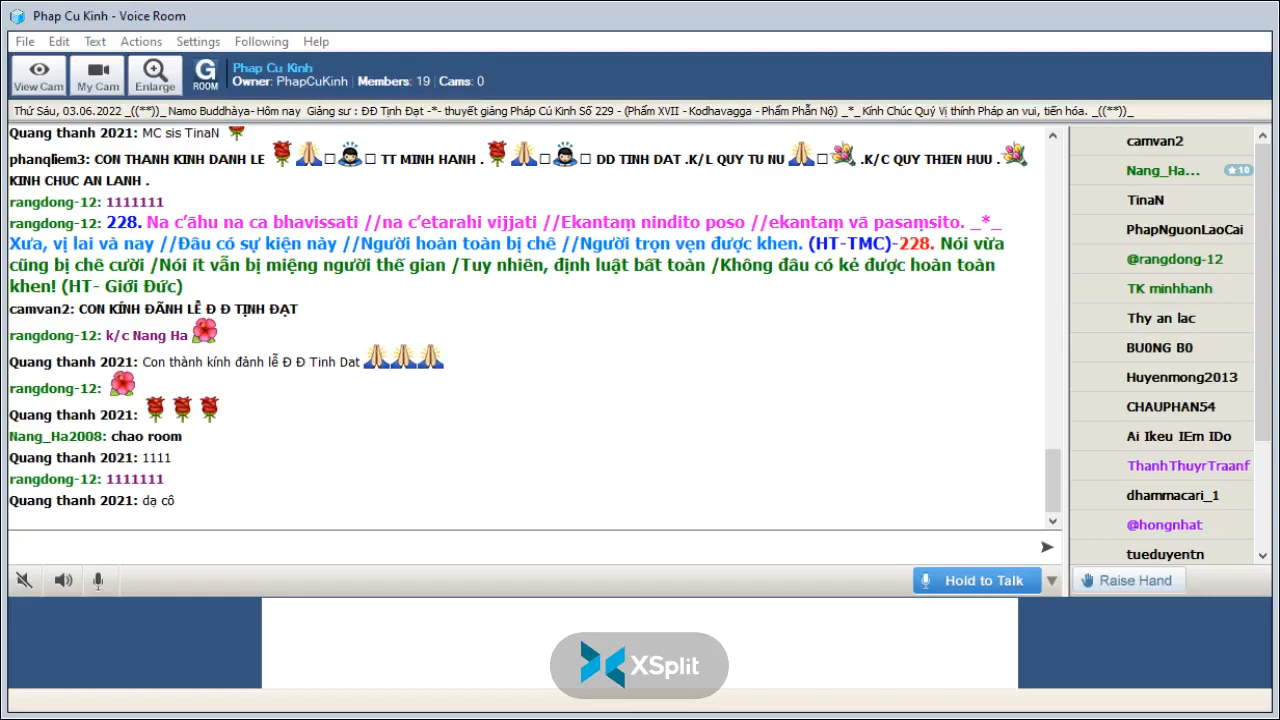 Phap Cu Kinh - Voice Room
File Edit Text Actions Settings Following Help
View Cam
My Cam
Enlarge
G ROOM
Phap Cu Kinh
Owner: PhapCuKinh | Members: 19 | Cams: 0
Thứ Sáu, 03.06.2022 _((**))_ Namo Buddhàya- Hôm nay Giảng sư : ĐĐ Tịnh Đạt -*- thuyết giảng Pháp Cú Kinh Số 229 - (Phẩm XVII - Kodhavagga - Phẩm Phẫn Nộ) _*_ Kính Chúc Quý Vị thính Pháp an vui, tiến hóa. _((**))_
Quang thanh 2021: MC sis TinaN
phanqliem3: CON THANH KINH DANH LE TT MINH HANH . DD TINH DAT .K/L QUY TU NU .K/C QUY THIEN HUU .
KINH CHUC AN LANH .
rangdong-12: 1111111
rangdong-12: 228. Na c’āhu na ca bhavissati //na c’etarahi vijjati //Ekantaṃ nindito poso //ekantaṃ vā pasaṃsito. _*_
Xưa, vị lai và nay //Đâu có sự kiện này //Người hoàn toàn bị chê //Người trọn vẹn được khen. (HT-TMC)-228. Nói vừa
cũng bị chê cười /Nói ít vẫn bị miệng người thế gian /Tuy nhiên, định luật bất toàn /Không đâu có kẻ được hoàn toàn
khen! (HT- Giới Đức)
camvan2: CON KÍNH ĐÃNH LỄ Đ Đ TỊNH ĐẠT
rangdong-12: k/c Nang Ha
Quang thanh 2021: Con thành kính đảnh lễ Đ Đ Tinh Dat
rangdong-12:
Quang thanh 2021:
Nang_Ha2008: chao room
Quang thanh 2021: 1111
rangdong-12: 1111111
Quang thanh 2021: dạ cô
camvan2
Nang_Ha... ★10
TinaN
PhapNguonLaoCai
@rangdong-12
TK minhhanh
Thy an lac
BU0NG B0
Huyenmong2013
CHAUPHAN54
Ai Ikeu IEm IDo
ThanhThuyrTraanf
dhammacari_1
@hongnhat
tueduyentn
Hold to Talk
Raise Hand
XSplit